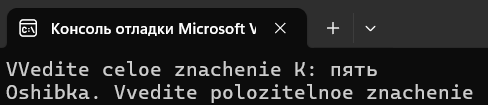 Консоль отладки Microsoft V
VVedite celoe znachenie K: пять
Oshibka. Vvedite polozitelnoe znachenie